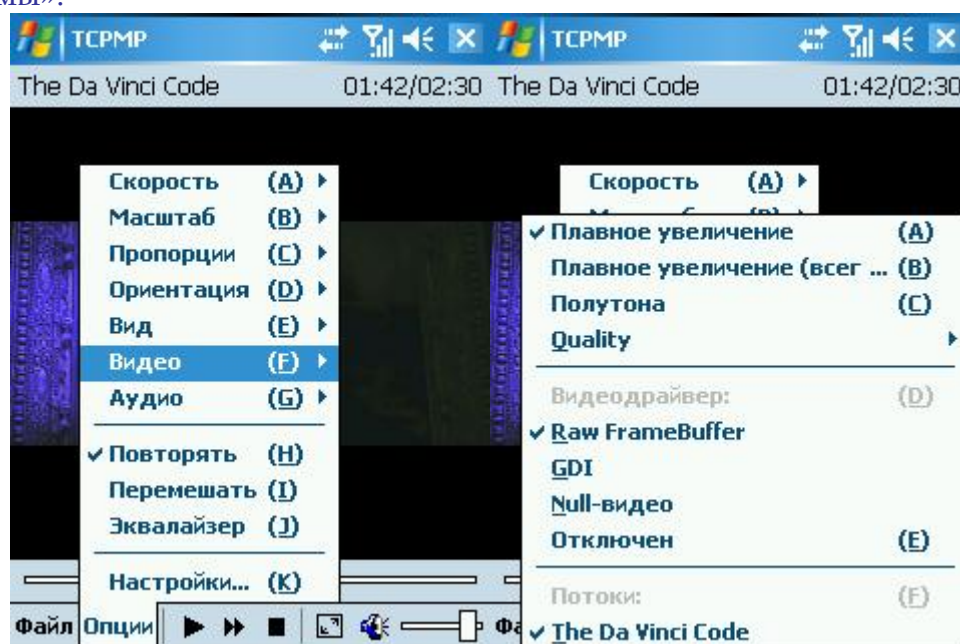 мы».
TCPMP
The Da Vinci Code 01:42/02:30
Скорость (A)
Масштаб (B)
Пропорции (C)
Ориентация (D)
Вид (E)
Видео (F)
Аудио (G)
Повторять (H)
Перемешать (I)
Эквалайзер (J)
Настройки... (K)
Файл Опции
TCPMP
The Da Vinci Code 01:42/02:30
Скорость (A)
Плавное увеличение (A)
Плавное увеличение (всег ... (B)
Полутона (C)
Quality
Видеодрайвер: (D)
Raw FrameBuffer
GDI
Null-видео
Отключен (E)
Потоки: (F)
The Da Vinci Code